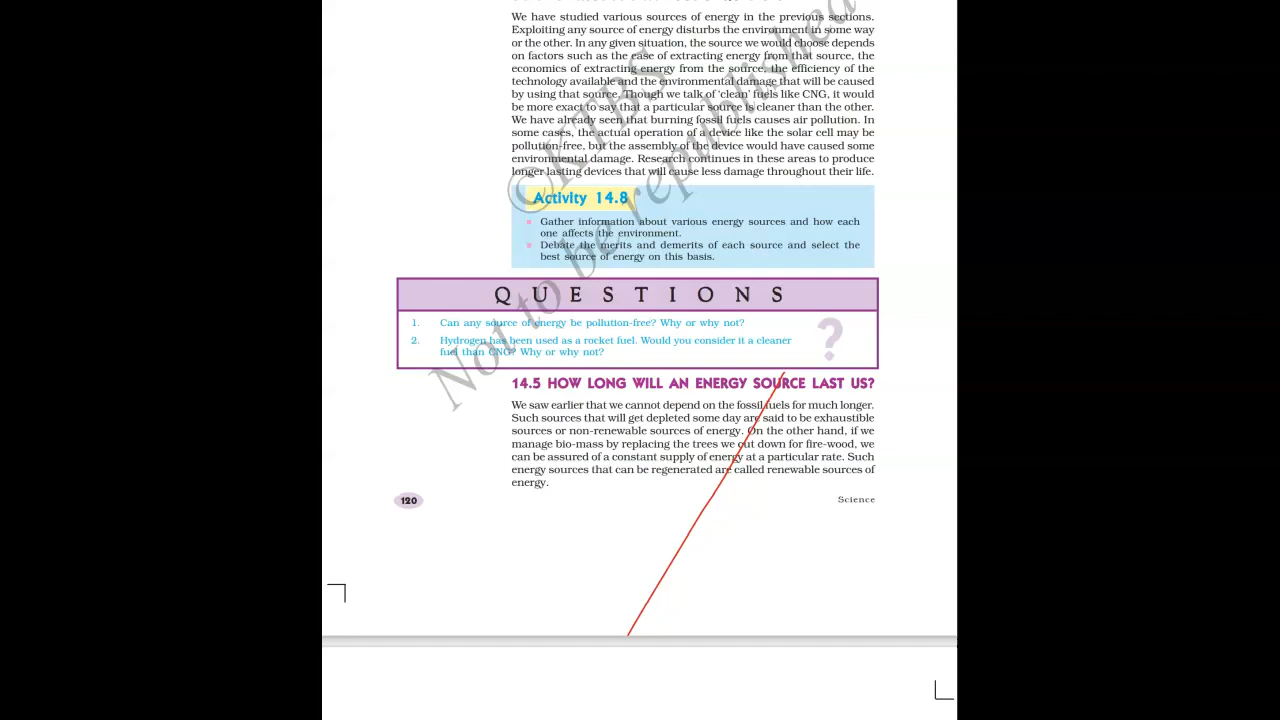 We have studied various sources of energy in the previous sections.
Exploiting any source of energy disturbs the environment in some way
or the other. In any given situation, the source we would choose depends
on factors such as the ease of extracting energy from that source, the
economics of extracting energy from the source, the efficiency of the
technology available and the environmental damage that will be caused
by using that source. Though we talk of 'clean' fuels like CNG, it would
be more exact to say that a particular source is cleaner than the other.
We have already seen that burning fossil fuels causes air pollution. In
some cases, the actual operation of a device like the solar cell may be
pollution-free, but the assembly of the device would have caused some
environmental damage. Research continues in these areas to produce
longer lasting devices that will cause less damage throughout their life.
©KTBS
Not to be republished
Activity 14.8
Gather information about various energy sources and how each
one affects the environment.
Debate the merits and demerits of each source and select the
best source of energy on this basis.
QUESTIONS
1. Can any source of energy be pollution-free? Why or why not?
2. Hydrogen has been used as a rocket fuel. Would you consider it a cleaner
fuel than CNG? Why or why not?
?
14.5 HOW LONG WILL AN ENERGY SOURCE LAST US?
We saw earlier that we cannot depend on the fossil fuels for much longer.
Such sources that will get depleted some day are said to be exhaustible
sources or non-renewable sources of energy. On the other hand, if we
manage bio-mass by replacing the trees we cut down for fire-wood, we
can be assured of a constant supply of energy at a particular rate. Such
energy sources that can be regenerated are called renewable sources of
energy.
120
Science